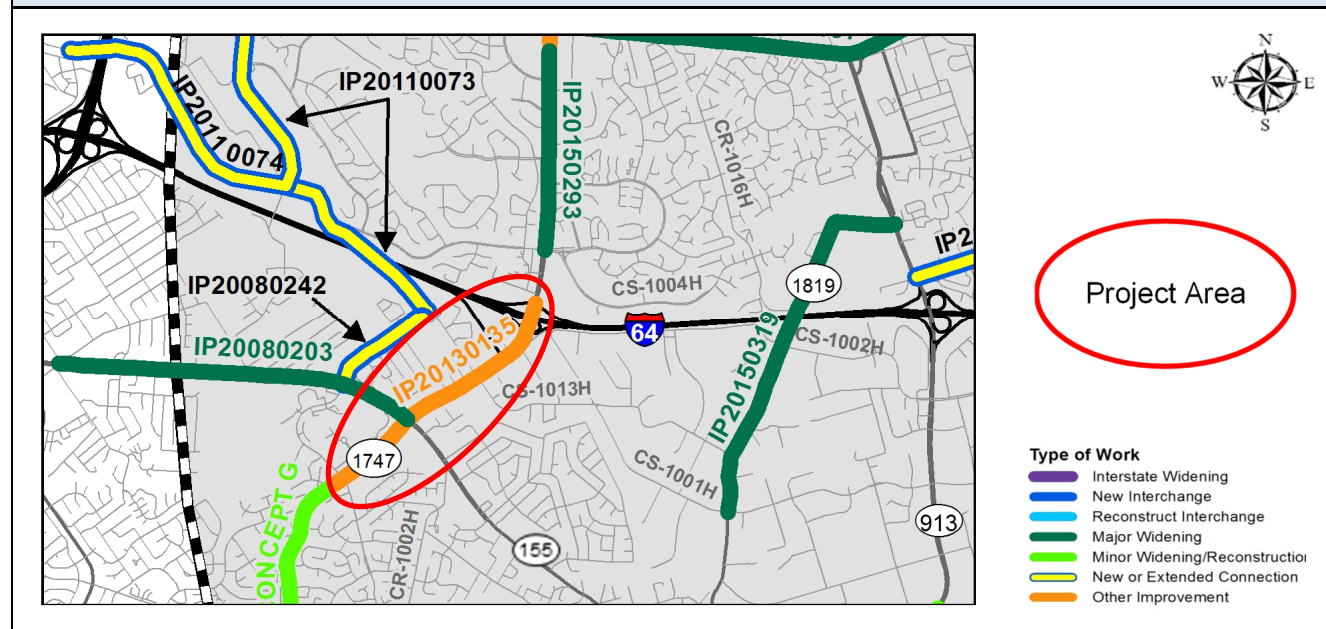 IP20110073
IP20110074
IP20150293
CR-1016H
IP2
IP20080242
CS-1004H
1819
64
IP20080203
IP20130135
IP20150319
CS-1002H
CS-1013H
1747
CS-1001H
ONCEPT G
CR-1002H
155
913
N
W
E
S
Project Area
Type of Work
Interstate Widening
New Interchange
Reconstruct Interchange
Major Widening
Minor Widening/Reconstruction
New or Extended Connection
Other Improvement